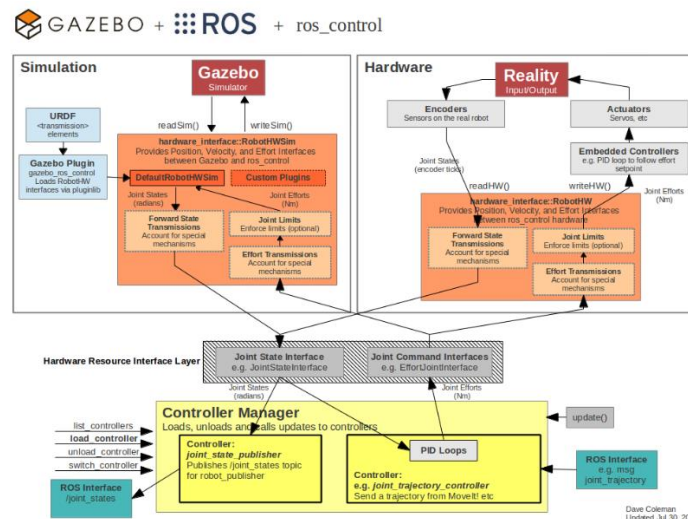 GAZEBO + ROS + ros_control
Simulation
Gazebo
Simulator
URDF
<transmission>
elements
readSim()
writeSim()
hardware_interface::RobotHWSim
Provides Position, Velocity, and Effort Interfaces
between Gazebo and ros_control
Gazebo Plugin
gazebo_ros_control
Loads RobotHW
interfaces via pluginlib
DefaultRobotHWSim
Custom Plugins
Joint States
(radians)
Joint Efforts
(Nm)
Forward State
Transmissions
Account for special
mechanisms
Joint Limits
Enforce limits (optional)
Effort Transmissions
Account for special
mechanisms
Hardware
Reality
Input/Output
Encoders
Sensors on the real robot
Actuators
Servos, etc
Embedded Controllers
e.g. PID loop to follow effort
setpoint
Joint States
(encoder ticks)
readHW()
writeHW()
Joint Efforts
(Nm)
hardware_interface::RobotHW
Provides Position, Velocity, and Effort Interfaces
between ros_control hardware
Forward State
Transmissions
Account for special
mechanisms
Joint Limits
Enforce limits (optional)
Effort Transmissions
Account for special
mechanisms
Hardware Resource Interface Layer
Joint State Interface
e.g. JointStateInterface
Joint Command Interfaces
e.g. EffortJointInterface
Joint States
(radians)
Joint Efforts
(Nm)
Controller Manager
Loads, unloads and calls updates to controllers
update()
list_controllers
load_controller
unload_controller
switch_controller
Controller:
joint_state_publisher
Publishes /joint_states topic
for robot_publisher
PID Loops
Controller:
e.g. joint_trajectory_controller
Send a trajectory from MoveIt! etc
ROS Interface
/joint_states
ROS Interface
e.g. msg
joint_trajectory
Dave Coleman
Updated Jul 30,